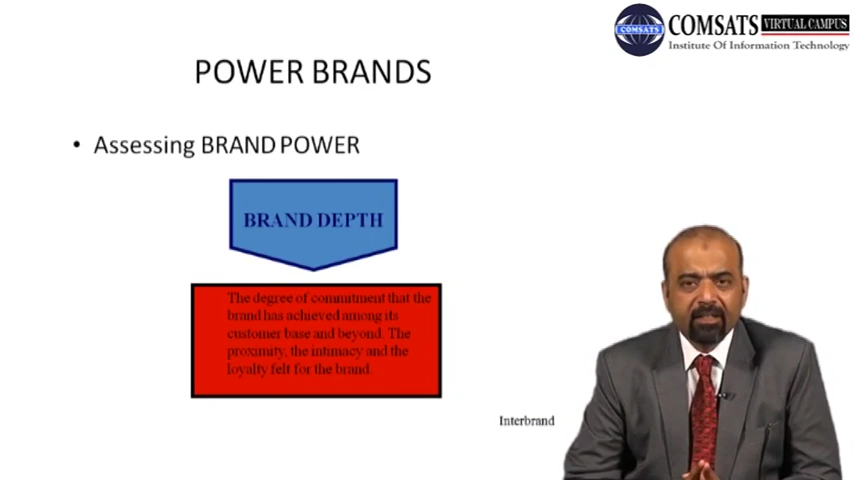 COMSATS VIRTUAL CAMPUS
COMSATS
Institute Of Information Technology
POWER BRANDS
• Assessing BRAND POWER
BRAND DEPTH
The degree of commitment that the
brand has achieved among its
customer base and beyond. The
proximity, the intimacy and the
loyalty felt for the brand.
Interbrand